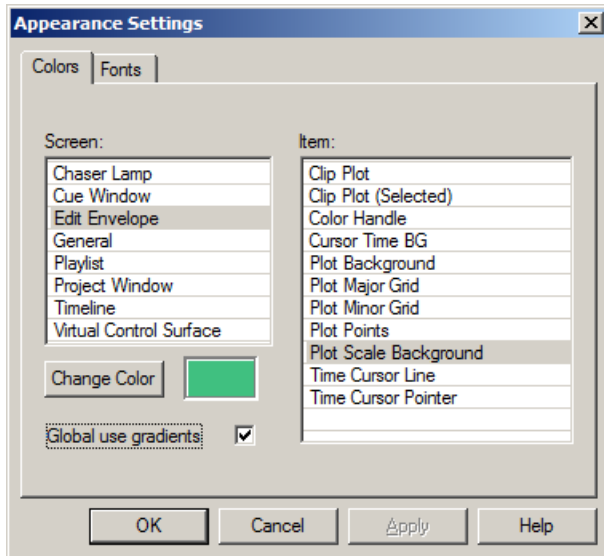 Appearance Settings
Colors
Fonts
Screen:
Chaser Lamp
Cue Window
Edit Envelope
General
Playlist
Project Window
Timeline
Virtual Control Surface
Change Color
Global use gradients
Item:
Clip Plot
Clip Plot (Selected)
Color Handle
Cursor Time BG
Plot Background
Plot Major Grid
Plot Minor Grid
Plot Points
Plot Scale Background
Time Cursor Line
Time Cursor Pointer
OK
Cancel
Apply
Help